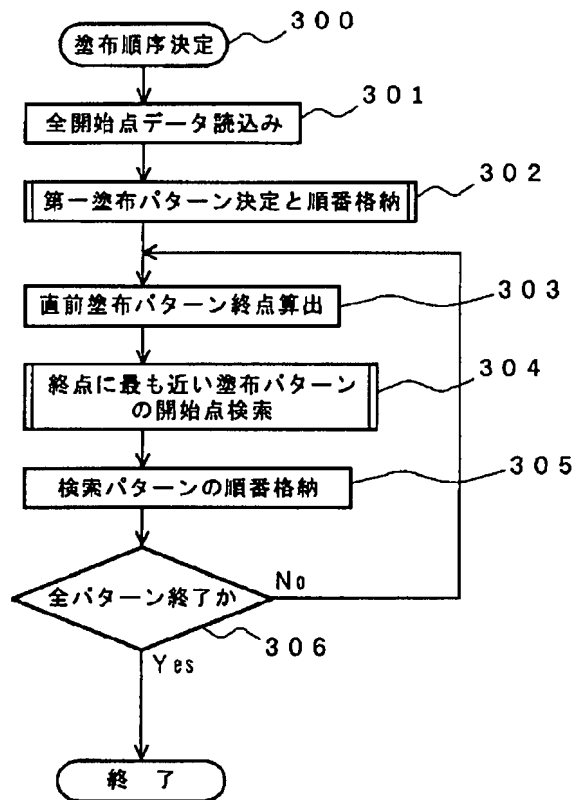 300
塗布順序決定
301
全開始点データ読込み
302
第一塗布パターン決定と順番格納
303
直前塗布パターン終点算出
304
終点に最も近い塗布パターン
の開始点検索
305
検索パターンの順番格納
全パターン終了か
No
306
Yes
終 了